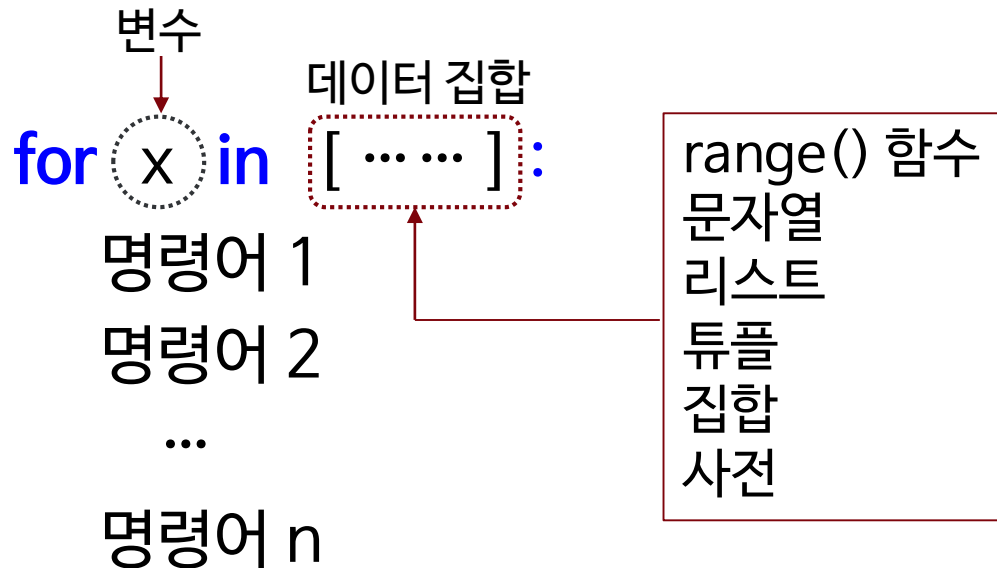 변수
데이터 집합
for x in [ ··· ··· ] :
명령어 1
명령어 2
...
명령어 n
range() 함수
문자열
리스트
튜플
집합
사전